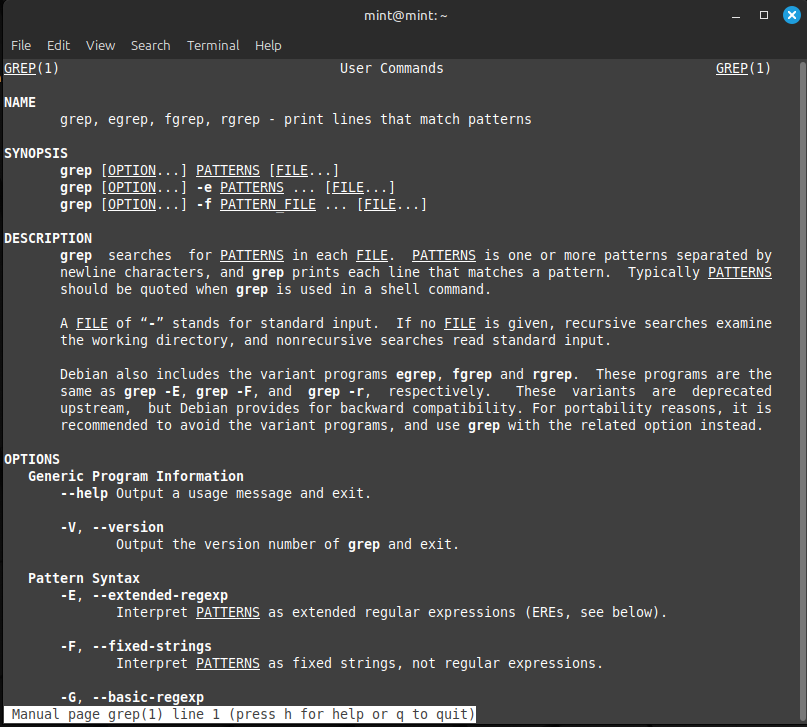 mint@mint: ~
File Edit View Search Terminal Help
GREP(1) User Commands GREP(1)
NAME
grep, egrep, fgrep, rgrep - print lines that match patterns
SYNOPSIS
grep [OPTION...] PATTERNS [FILE...]
grep [OPTION...] -e PATTERNS ... [FILE...]
grep [OPTION...] -f PATTERN_FILE ... [FILE...]
DESCRIPTION
grep searches for PATTERNS in each FILE. PATTERNS is one or more patterns separated by
newline characters, and grep prints each line that matches a pattern. Typically PATTERNS
should be quoted when grep is used in a shell command.
A FILE of “-” stands for standard input. If no FILE is given, recursive searches examine
the working directory, and nonrecursive searches read standard input.
Debian also includes the variant programs egrep, fgrep and rgrep. These programs are the
same as grep -E, grep -F, and grep -r, respectively. These variants are deprecated
upstream, but Debian provides for backward compatibility. For portability reasons, it is
recommended to avoid the variant programs, and use grep with the related option instead.
OPTIONS
Generic Program Information
--help Output a usage message and exit.
-V, --version
Output the version number of grep and exit.
Pattern Syntax
-E, --extended-regexp
Interpret PATTERNS as extended regular expressions (EREs, see below).
-F, --fixed-strings
Interpret PATTERNS as fixed strings, not regular expressions.
-G, --basic-regexp
Manual page grep(1) line 1 (press h for help or q to quit)